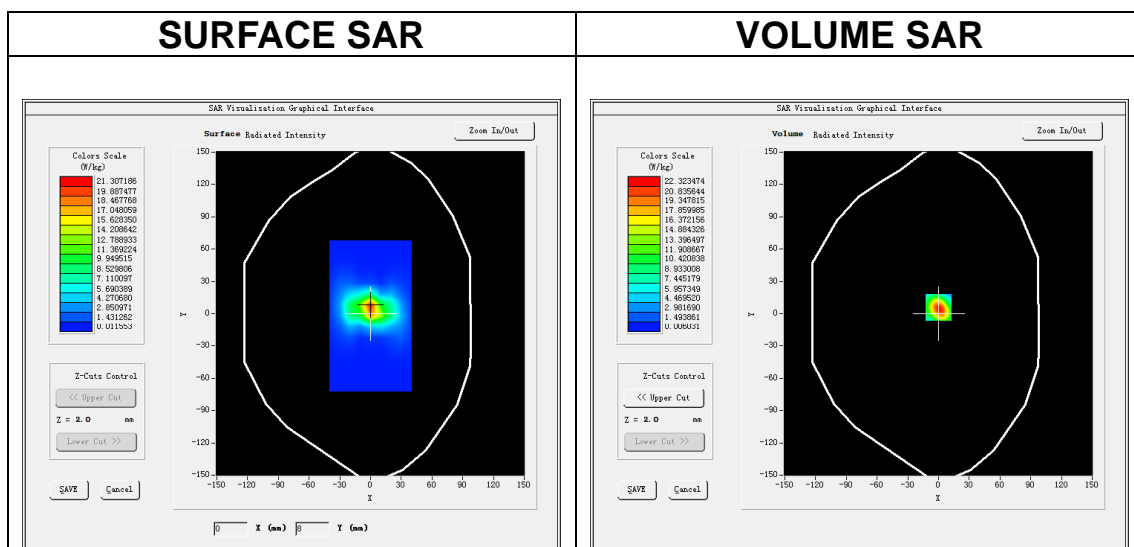 SURFACE SAR
VOLUME SAR
SAR Visualisation Graphical Interface
Surface Radiated Intensity
Zoom In/Out
Colors Scale
(W/kg)
21.307186
19.887477
18.467768
17.048059
15.628350
14.208642
12.788933
11.369224
9.949515
8.529806
7.110097
5.690389
4.270680
2.850971
1.431262
0.011553
Z-Cuts Control
<< Upper Cut
Z = 2.0 mm
Lower Cut >>
SAVE Cancel
150
120
90
60
30
0
-30
-60
-90
-120
-150
Y
-150 -120 -90 -60 -30 0 30 60 90 120 150
X
0 X (mm) 8 Y (mm)
SAR Visualisation Graphical Interface
Volume Radiated Intensity
Zoom In/Out
Colors Scale
(W/kg)
22.323474
20.835644
19.347815
17.859985
16.372156
14.884326
13.396497
11.908667
10.420838
8.933008
7.445179
5.957349
4.469520
2.981690
1.493861
0.006031
Z-Cuts Control
<< Upper Cut
Z = 2.0 mm
Lower Cut >>
SAVE Cancel
150
120
90
60
30
0
-30
-60
-90
-120
-150
Y
-150 -120 -90 -60 -30 0 30 60 90 120 150
X